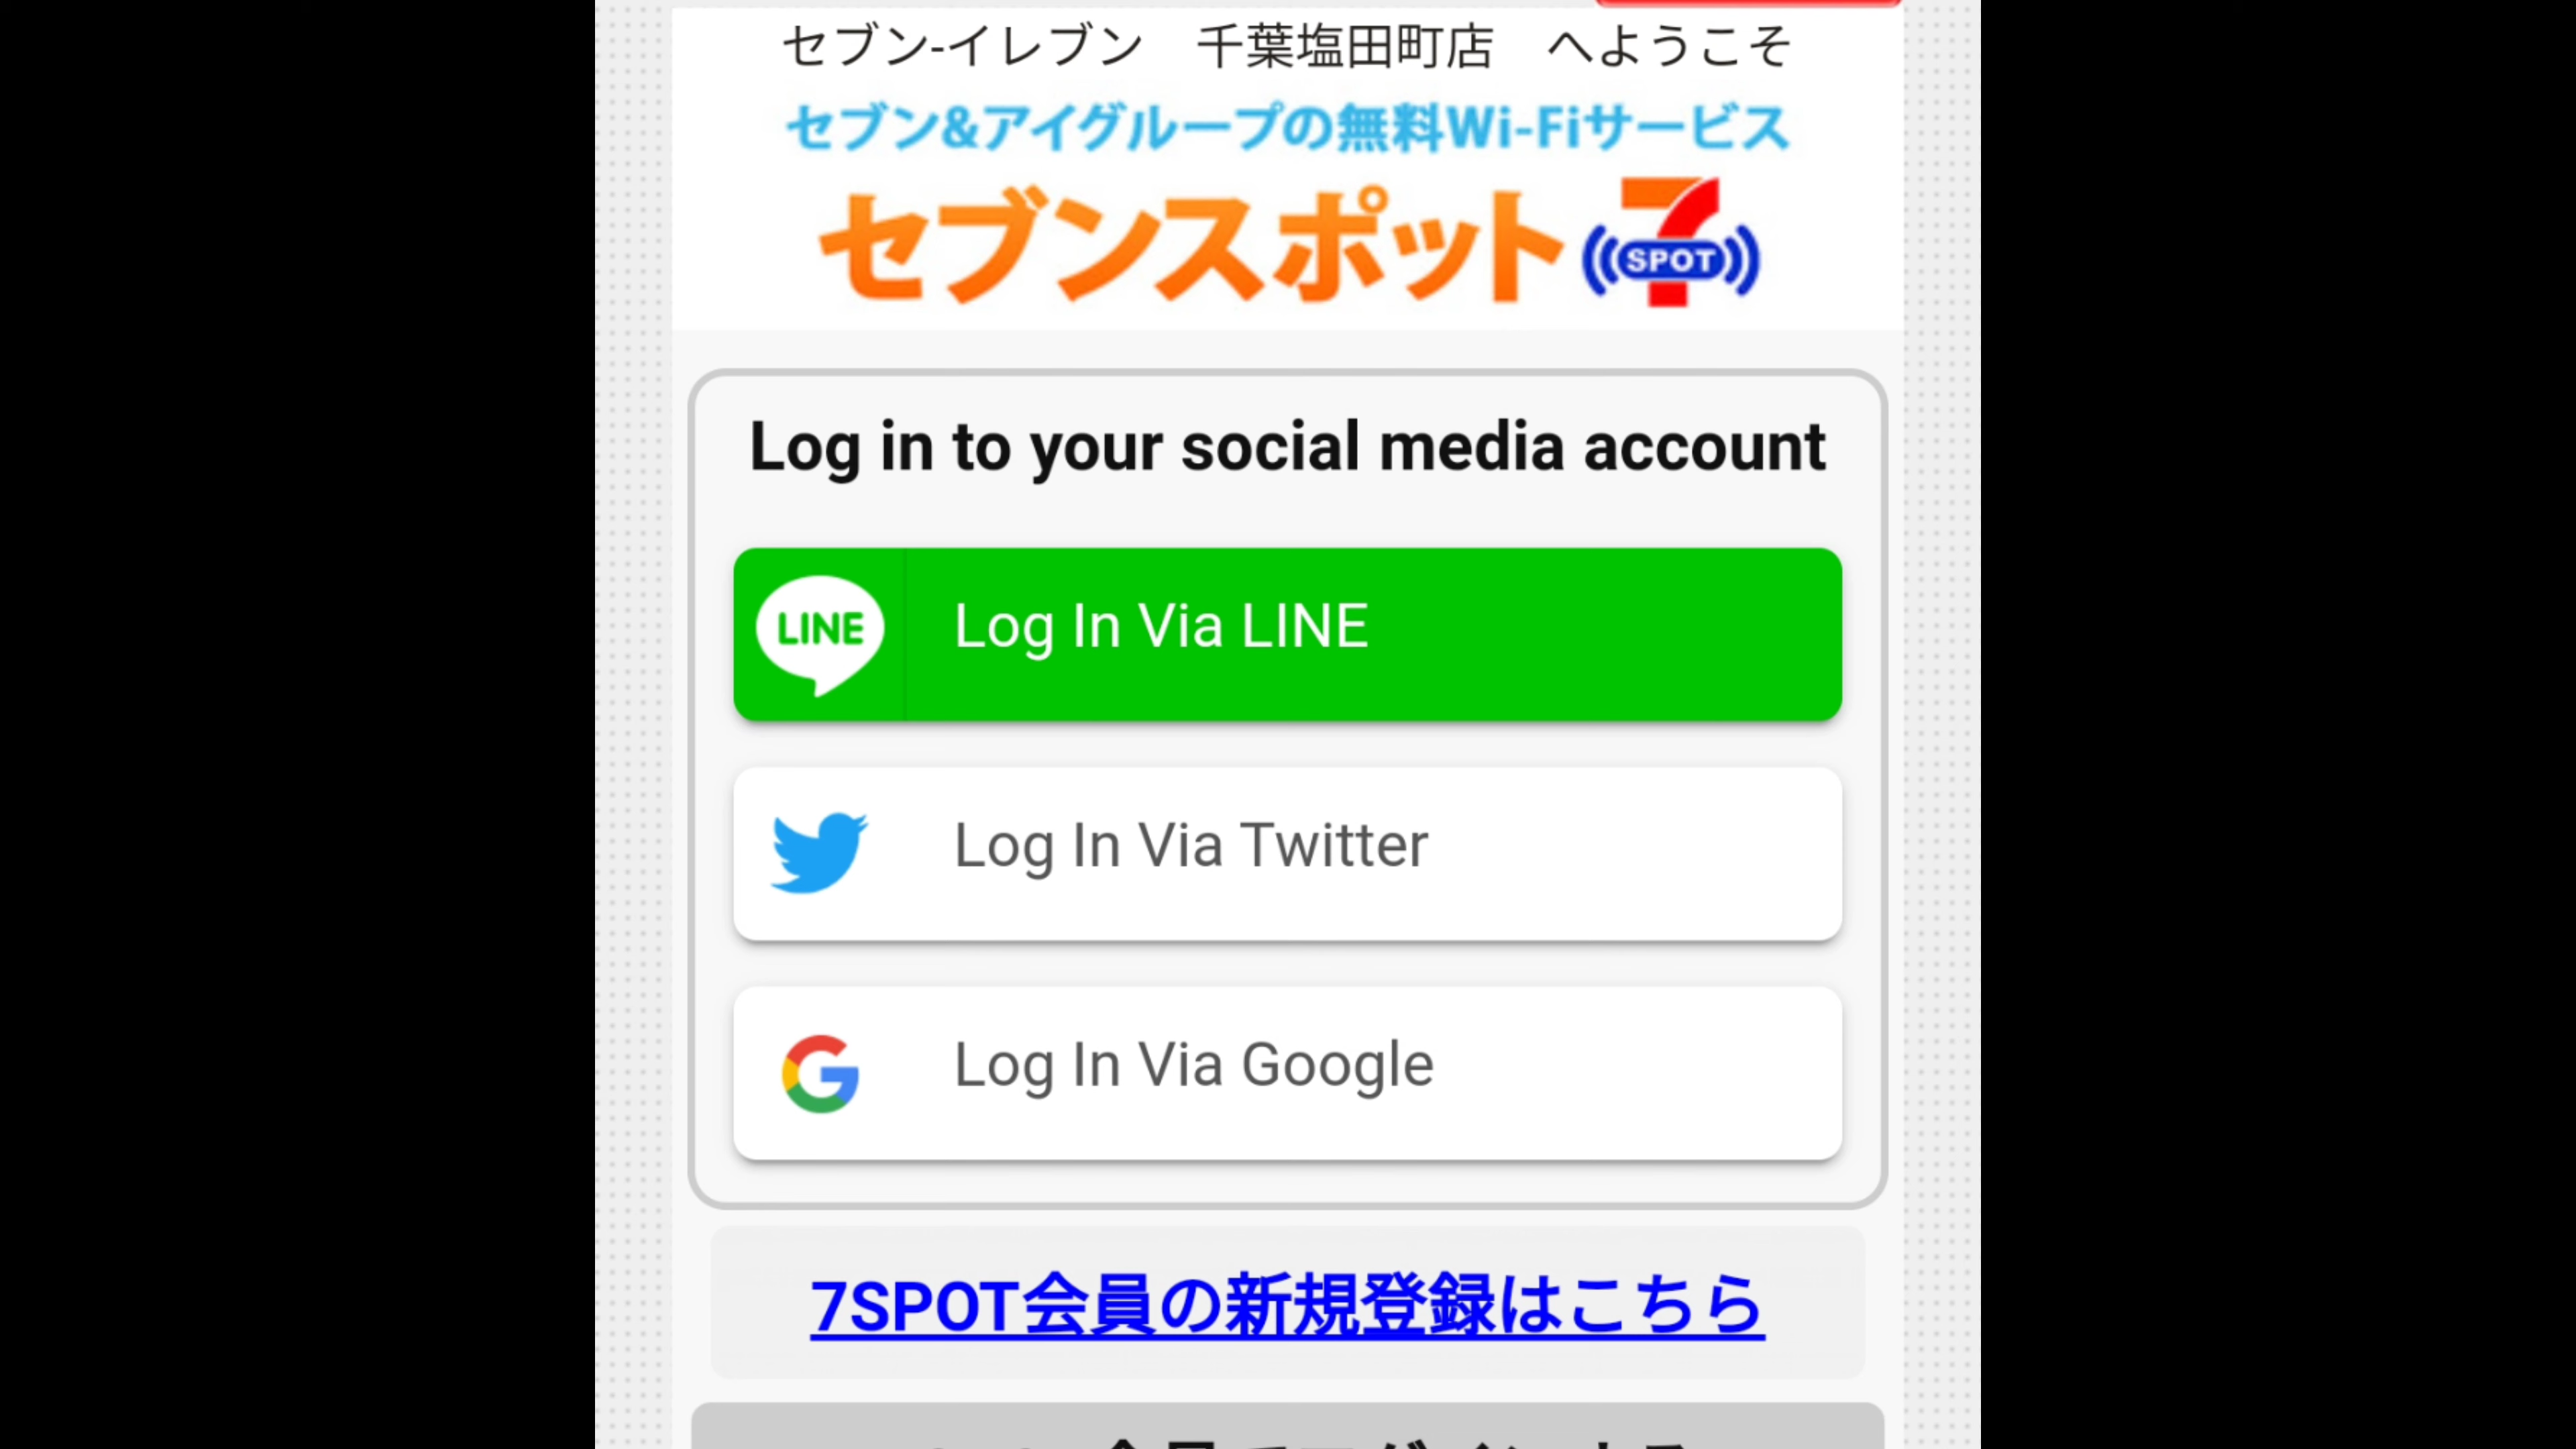 セブン-イレブン　千葉塩田町店　へようこそ
セブン&アイグループの無料Wi-Fiサービス
セブンスポット 7 SPOT
Log in to your social media account
LINE Log In Via LINE
Log In Via Twitter
Log In Via Google
7SPOT会員の新規登録はこちら